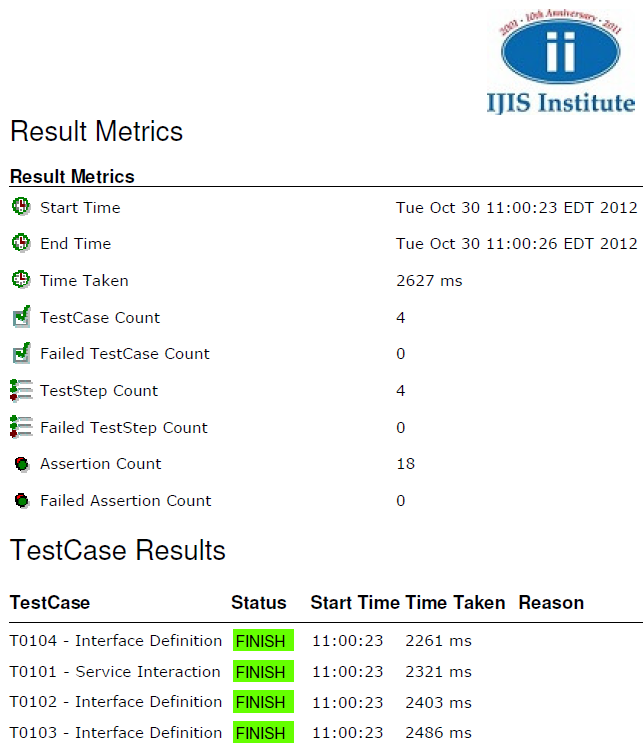 2001 · 10th Anniversary · 2011
ii
IJIS Institute
Result Metrics
Result Metrics
Start Time Tue Oct 30 11:00:23 EDT 2012
End Time Tue Oct 30 11:00:26 EDT 2012
Time Taken 2627 ms
TestCase Count 4
Failed TestCase Count 0
TestStep Count 4
Failed TestStep Count 0
Assertion Count 18
Failed Assertion Count 0
TestCase Results
TestCase Status Start Time Time Taken Reason
T0104 - Interface Definition FINISH 11:00:23 2261 ms
T0101 - Service Interaction FINISH 11:00:23 2321 ms
T0102 - Interface Definition FINISH 11:00:23 2403 ms
T0103 - Interface Definition FINISH 11:00:23 2486 ms